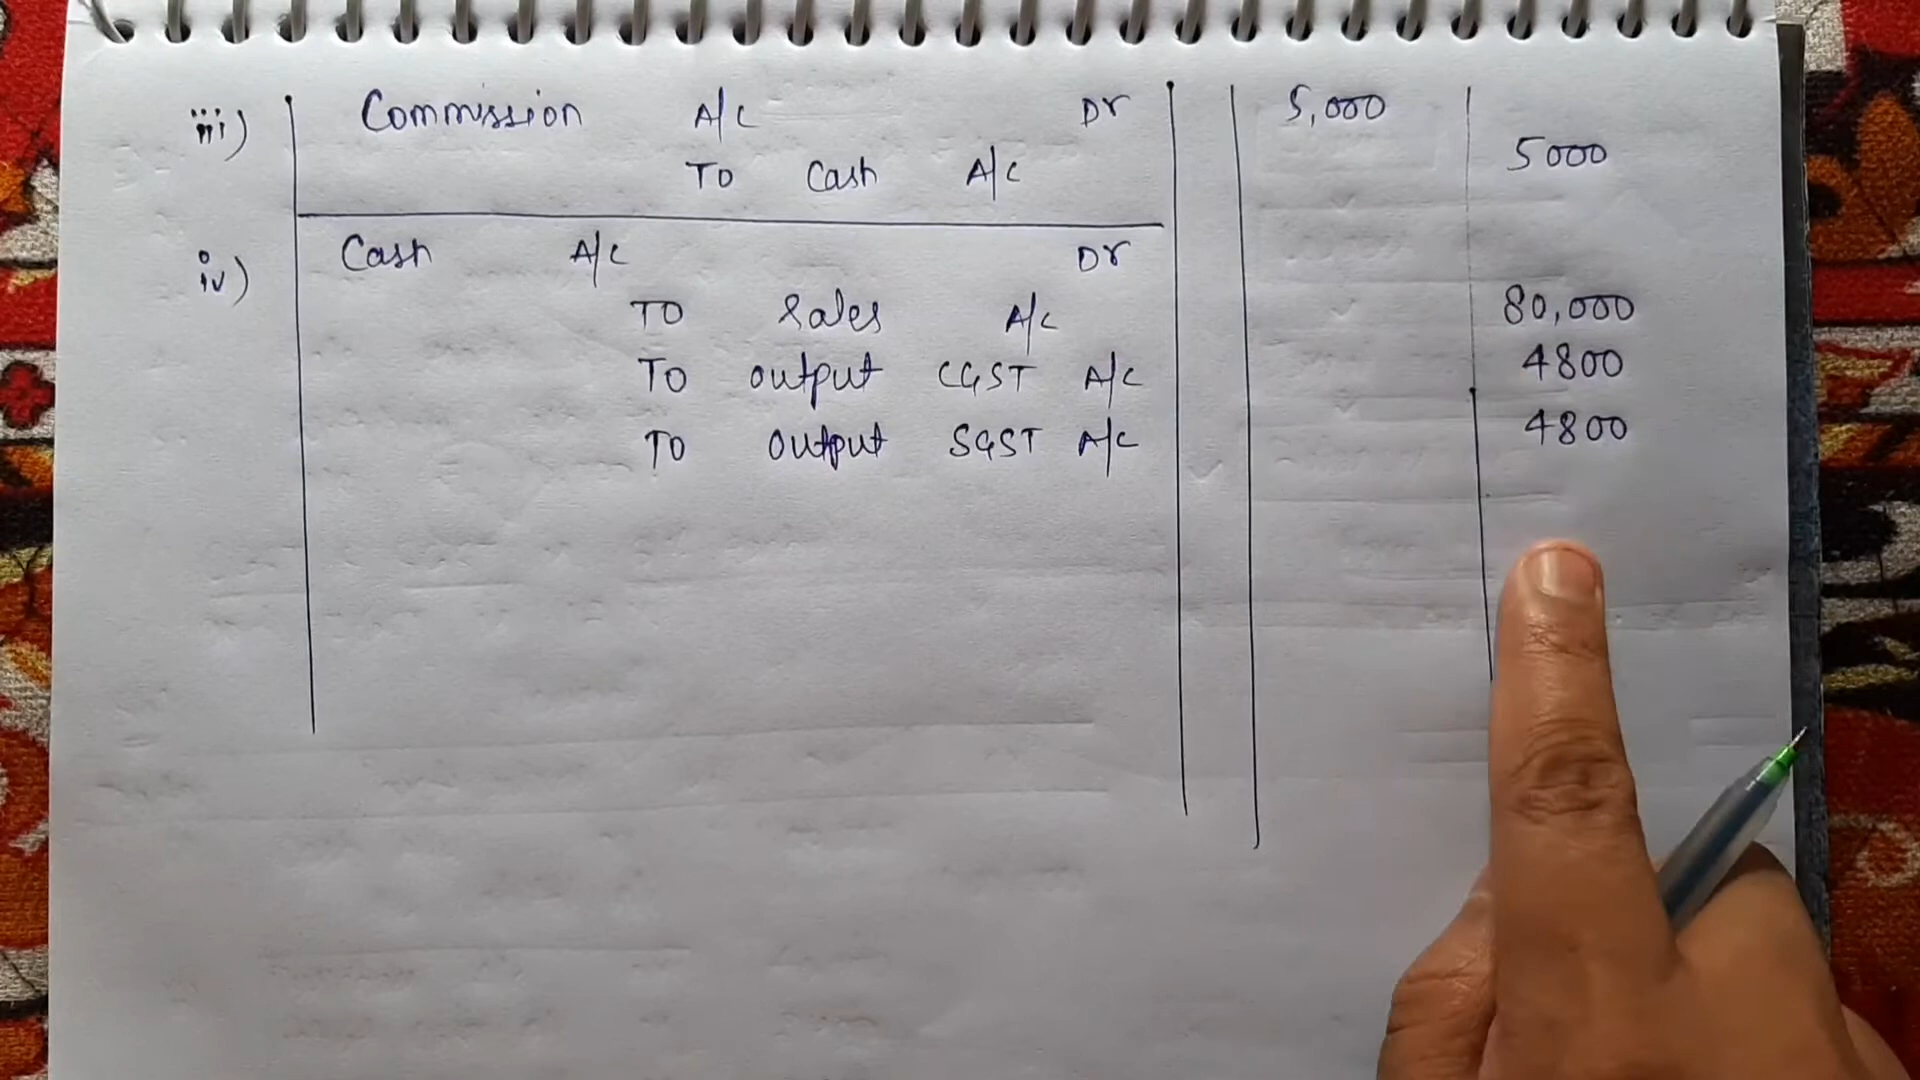 iii) Commission A/C Dr 5,000
To Cash A/C 5000
iv) Cash A/C Dr
To Sales A/C 80,000
To output CGST A/C 4800
To output SGST A/C 4800